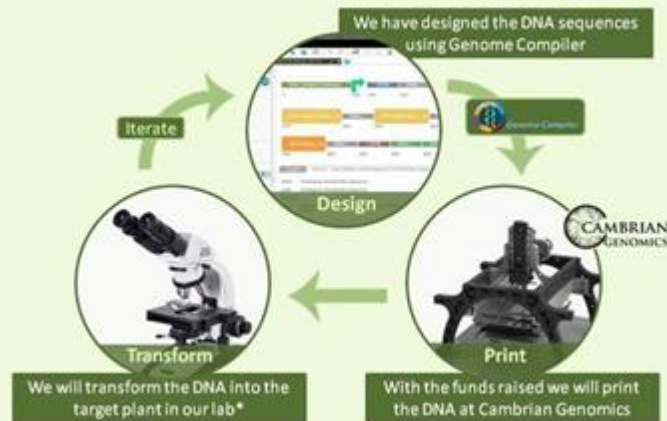 We have designed the DNA sequences
using Genome Compiler
Iterate
Genome Compiler
Design
CAMBRIAN
GENOMICS
Transform
Print
We will transform the DNA into the
target plant in our lab*
With the funds raised we will print
the DNA at Cambrian Genomics